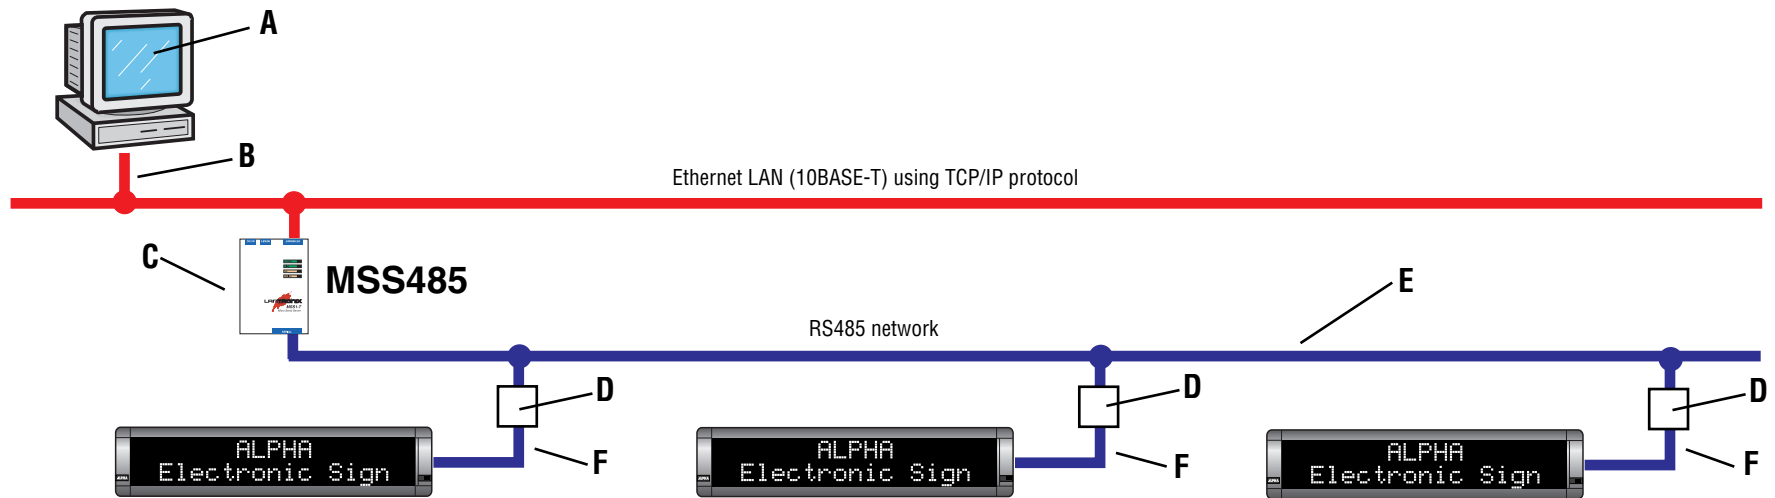 A
B
Ethernet LAN (10BASE-T) using TCP/IP protocol
C
MSS485
LANTRONIX
E
RS485 network
D
D
D
ALPHA
Electronic Sign
F
ALPHA
Electronic Sign
F
ALPHA
Electronic Sign
F